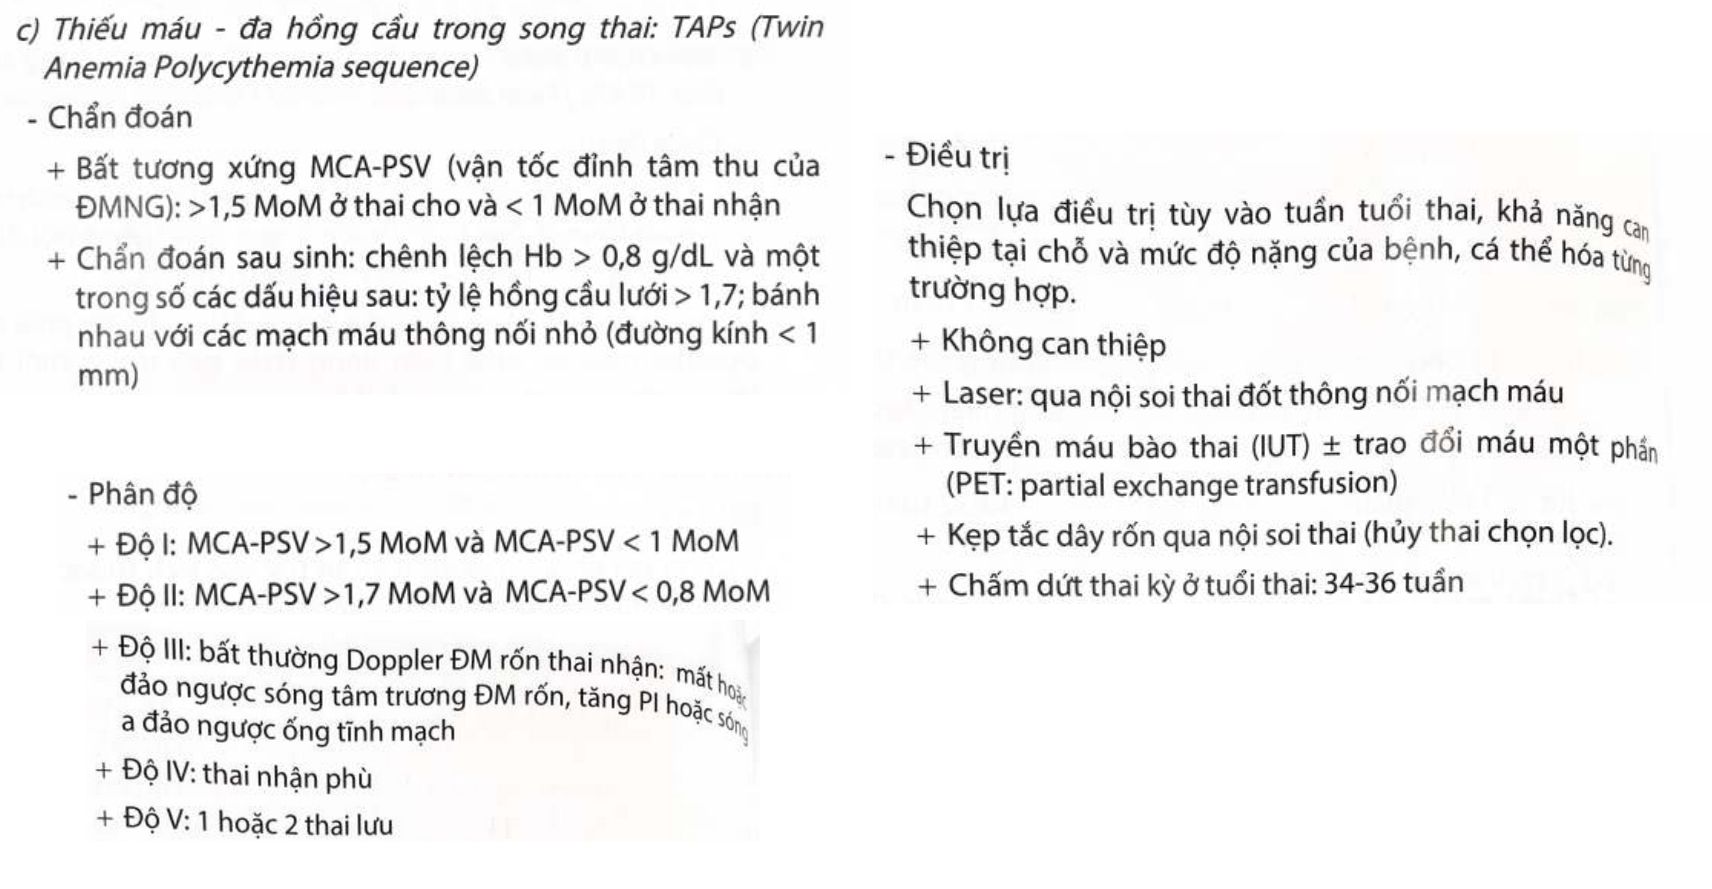 c) Thiếu máu - đa hồng cầu trong song thai: TAPs (Twin
Anemia Polycythemia sequence)
- Chẩn đoán
+ Bất tương xứng MCA-PSV (vận tốc đỉnh tâm thu của
ĐMNG): >1,5 MoM ở thai cho và < 1 MoM ở thai nhận
+ Chẩn đoán sau sinh: chênh lệch Hb > 0,8 g/dL và một
trong số các dấu hiệu sau: tỷ lệ hồng cầu lưới > 1,7; bánh
nhau với các mạch máu thông nối nhỏ (đường kính < 1
mm)
- Phân độ
+ Độ I: MCA-PSV >1,5 MoM và MCA-PSV < 1 MoM
+ Độ II: MCA-PSV >1,7 MoM và MCA-PSV < 0,8 MoM
+ Độ III: bất thường Doppler ĐM rốn thai nhận: mất hoặc
đảo ngược sóng tâm trương ĐM rốn, tăng PI hoặc sóng
a đảo ngược ống tĩnh mạch
+ Độ IV: thai nhận phù
+ Độ V: 1 hoặc 2 thai lưu
- Điều trị
Chọn lựa điều trị tùy vào tuần tuổi thai, khả năng can
thiệp tại chỗ và mức độ nặng của bệnh, cá thể hóa từng
trường hợp.
+ Không can thiệp
+ Laser: qua nội soi thai đốt thông nối mạch máu
+ Truyền máu bào thai (IUT) ± trao đổi máu một phần
(PET: partial exchange transfusion)
+ Kẹp tắc dây rốn qua nội soi thai (hủy thai chọn lọc).
+ Chấm dứt thai kỳ ở tuổi thai: 34-36 tuần